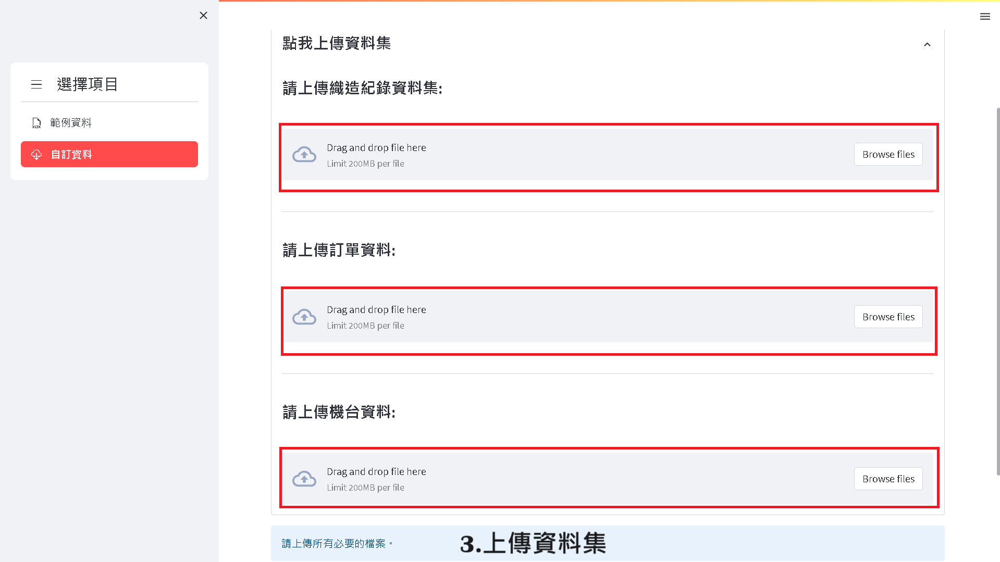 選擇項目
範例資料
自訂資料
點我上傳資料集
請上傳織造紀錄資料集:
Drag and drop file here
Limit 200MB per file
Browse files
請上傳訂單資料:
Drag and drop file here
Limit 200MB per file
Browse files
請上傳機台資料:
Drag and drop file here
Limit 200MB per file
Browse files
請上傳所有必要的檔案。
3.上傳資料集